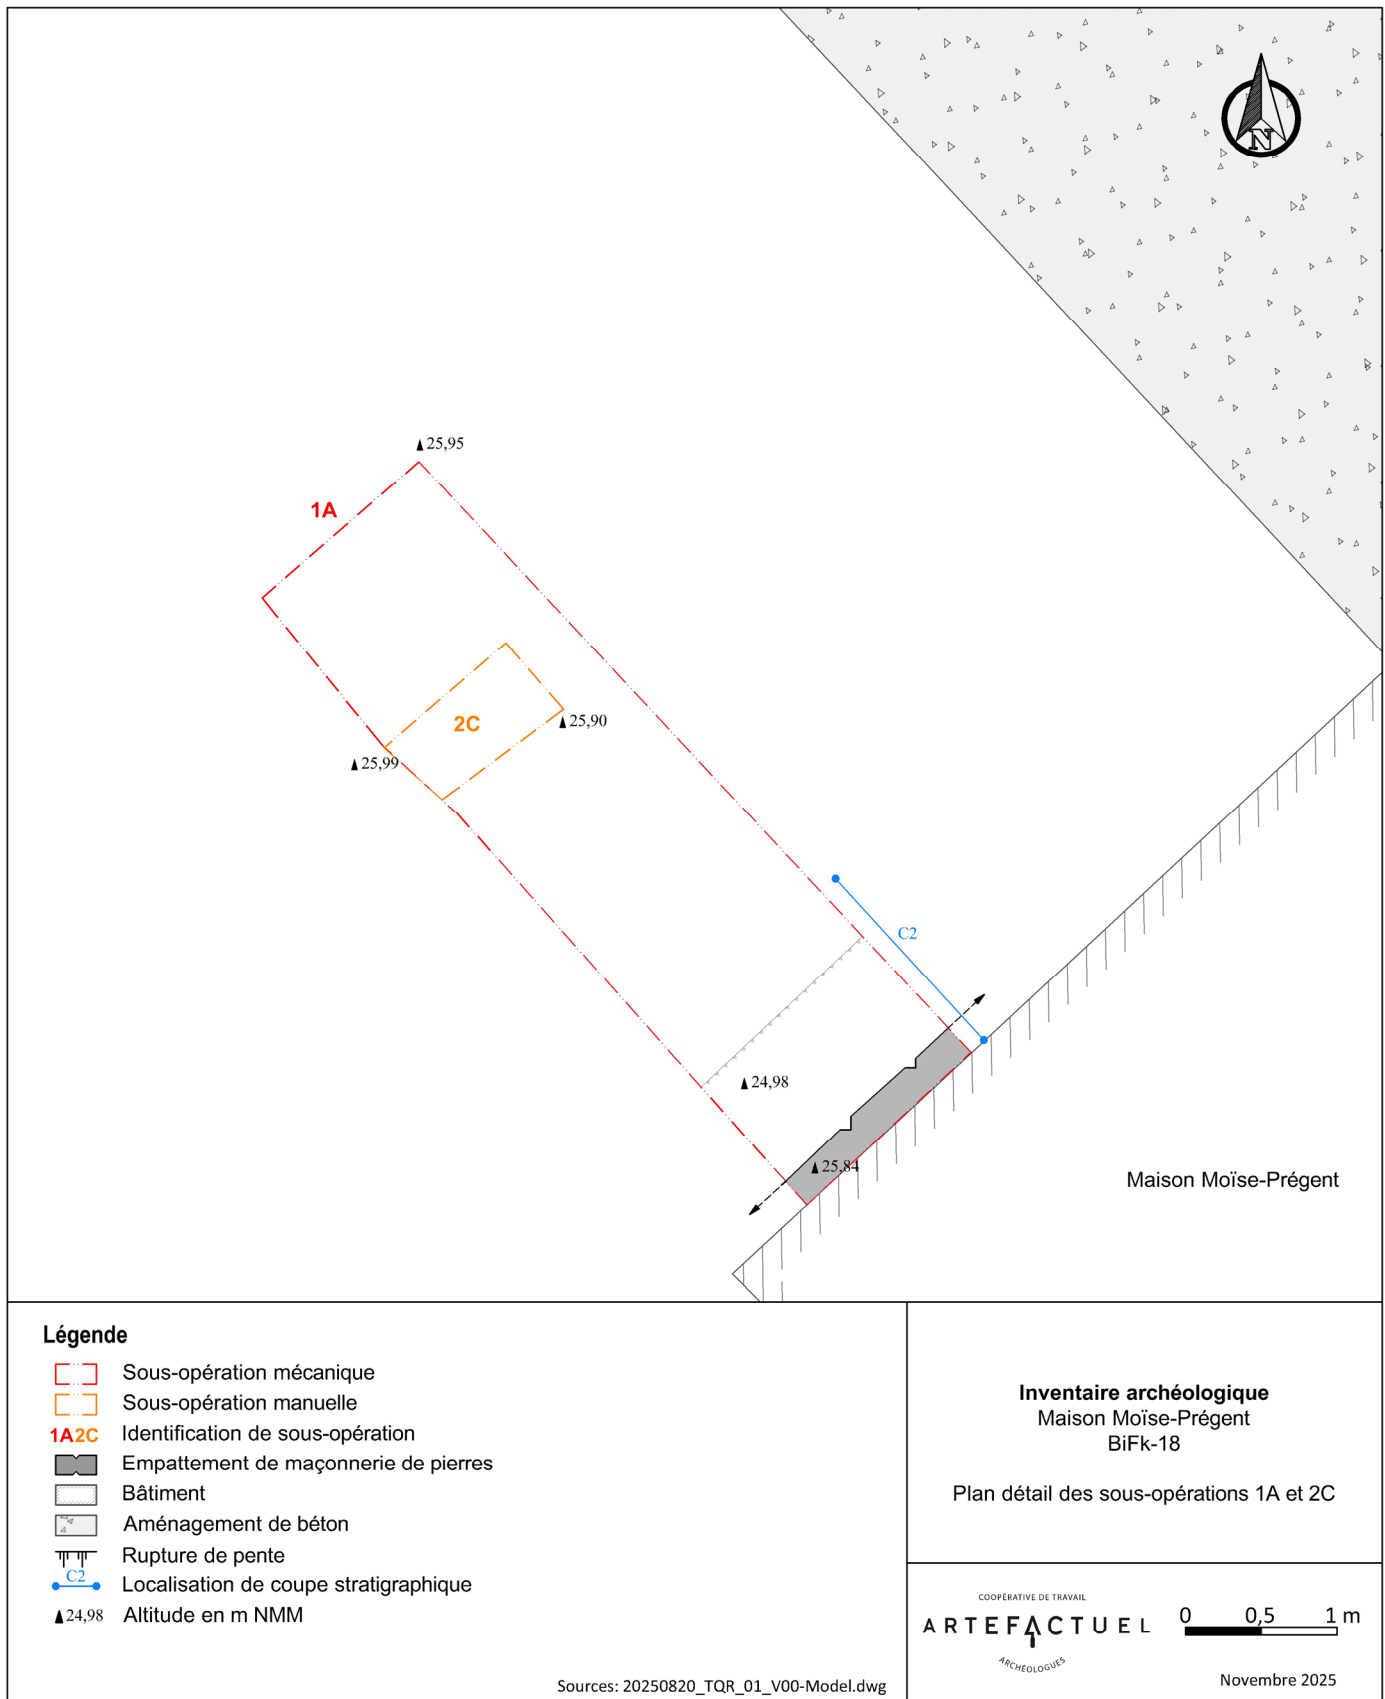 N
25,95
1A
2C
25,90
25,99
C2
24,98
25,84
Maison Moïse-Prégent
Légende
Sous-opération mécanique
Sous-opération manuelle
1A2C Identification de sous-opération
Empattement de maçonnerie de pierres
Bâtiment
Aménagement de béton
Rupture de pente
C2 Localisation de coupe stratigraphique
24,98 Altitude en m NMM
Sources: 20250820_TQR_01_V00-Model.dwg
Inventaire archéologique
Maison Moïse-Prégent
BiFk-18
Plan détail des sous-opérations 1A et 2C
COOPÉRATIVE DE TRAVAIL
ARTEFACTUEL
ARCHÉOLOGUES
0 0,5 1 m
Novembre 2025